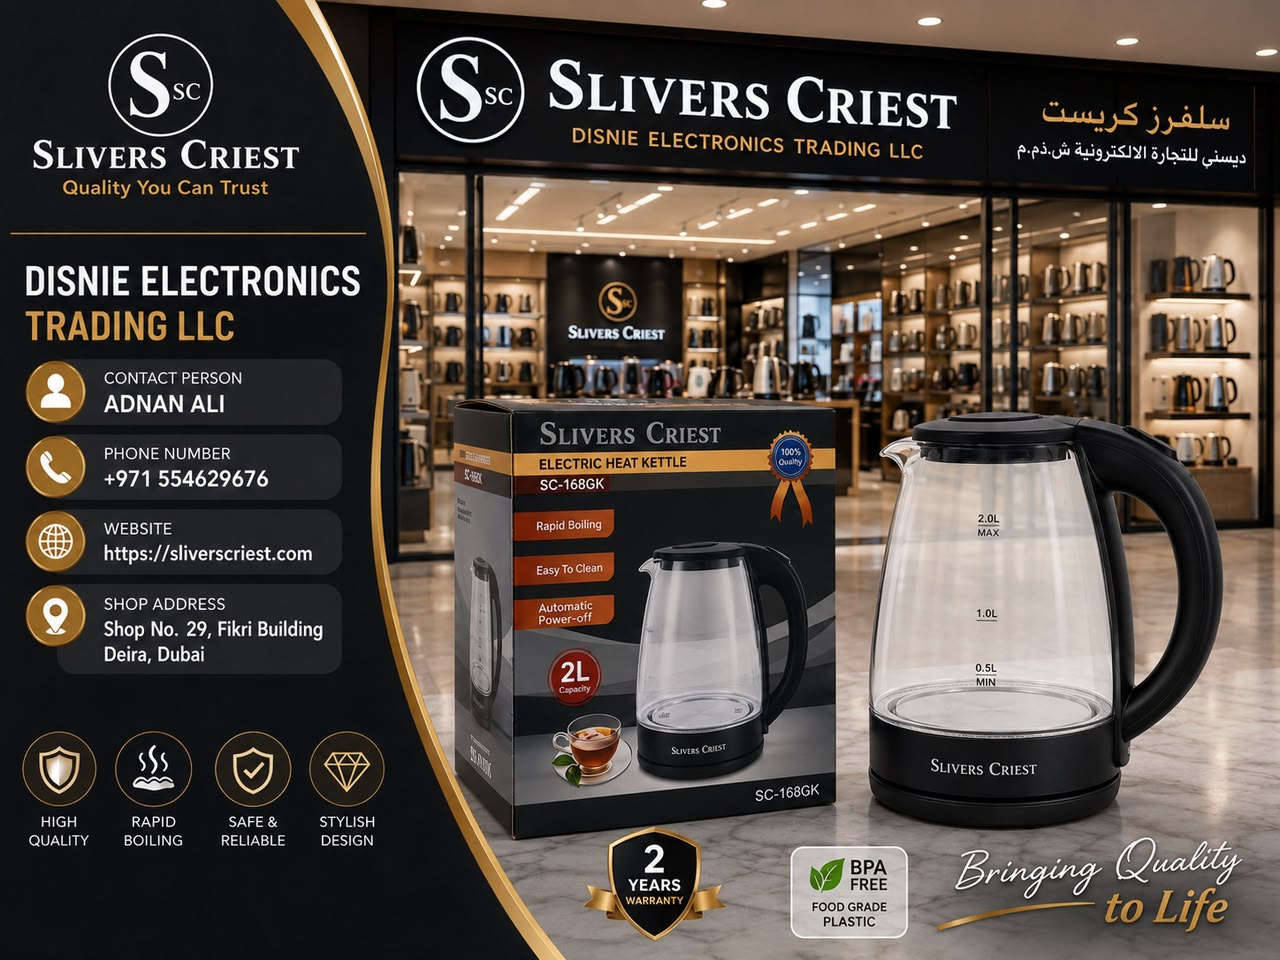 Ssc
SLIVERS CRIEST
Quality You Can Trust
DISNIE ELECTRONICS
TRADING LLC
CONTACT PERSON
ADNAN ALI
PHONE NUMBER
+971 554629676
WEBSITE
https://sliverscriest.com
SHOP ADDRESS
Shop No. 29, Fikri Building
Deira, Dubai
HIGH
QUALITY
RAPID
BOILING
SAFE &
RELIABLE
STYLISH
DESIGN
Ssc
SLIVERS CRIEST
DISNIE ELECTRONICS TRADING LLC
سلفرز كريست
ديسني للتجارة الالكترونية ش.ذم.م
Ssc
SLIVERS CRIEST
SLIVERS CRIEST
ELECTRIC HEAT KETTLE
SC-168GK
100%
Quality
Rapid Boiling
Easy To Clean
Automatic
Power-off
2L
Capacity
SLIVERS CRIEST
SC-168GK
2.0L
MAX
1.0L
0.5L
MIN
SLIVERS CRIEST
2
YEARS
WARRANTY
BPA
FREE
FOOD GRADE
PLASTIC
Bringing Quality
to Life